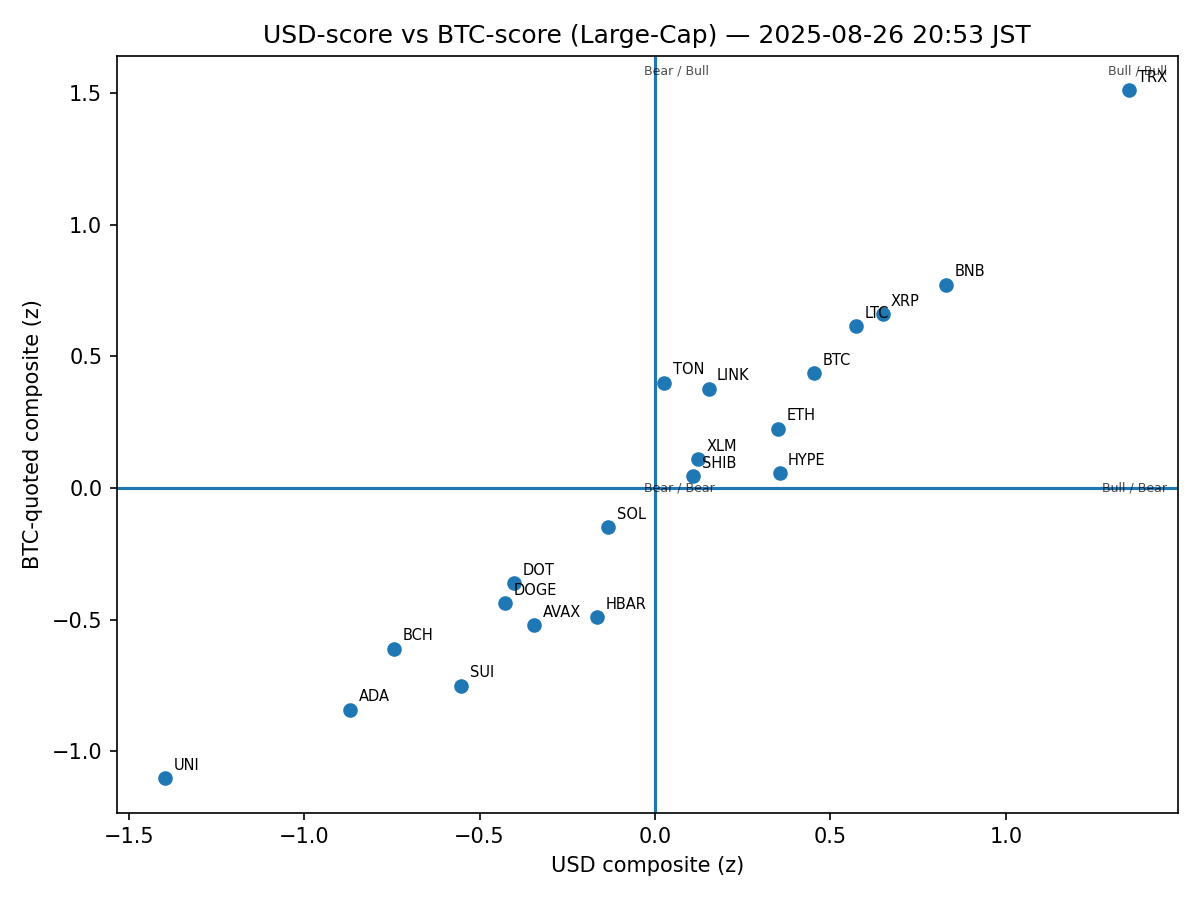 USD-score vs BTC-score (Large-Cap) — 2025-08-26 20:53 JST
Bear / Bull
Bull / Bull
TRX
1.5
1.0
BNB
XRP
LTC
0.5
BTC
TON
LINK
ETH
XLM
SHIB
HYPE
0.0
Bear / Bear
Bull / Bear
SOL
DOT
DOGE
HBAR
AVAX
−0.5
BCH
SUI
ADA
−1.0
UNI
BTC-quoted composite (z)
−1.5
−1.0
−0.5
0.0
0.5
1.0
USD composite (z)